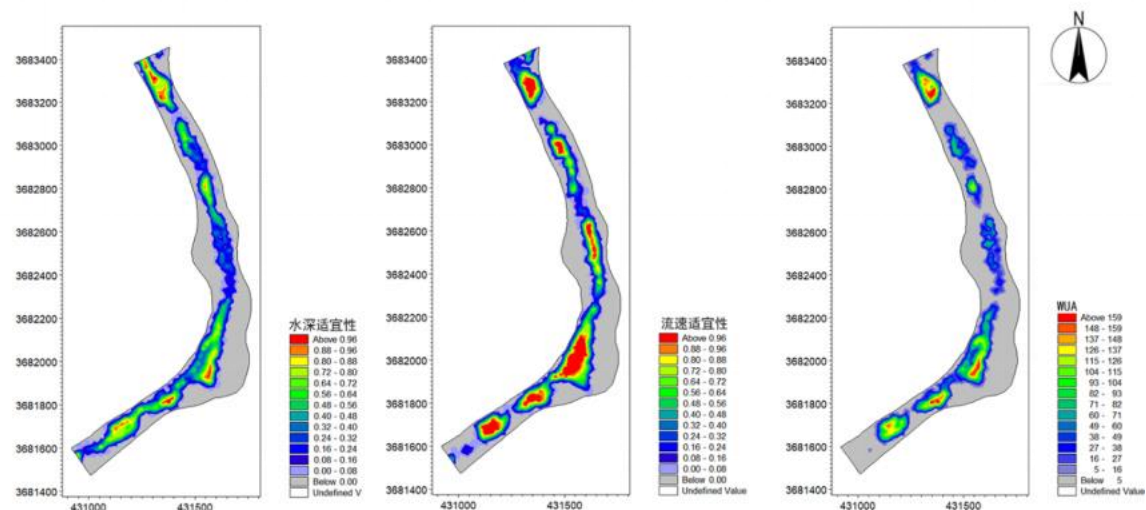 3683400
3683200
3683000
3682800
3682600
3682400
3682200
3682000
3681800
3681600
3681400
431000 431500
水深适宜性
Above 0.96
0.88 - 0.96
0.80 - 0.88
0.72 - 0.80
0.64 - 0.72
0.56 - 0.64
0.48 - 0.56
0.40 - 0.48
0.32 - 0.40
0.24 - 0.32
0.16 - 0.24
0.08 - 0.16
0.00 - 0.08
Below 0.00
Undefined V
3683400
3683200
3683000
3682800
3682600
3682400
3682200
3682000
3681800
3681600
3681400
431000 431500
流速适宜性
Above 0.96
0.88 - 0.96
0.80 - 0.88
0.72 - 0.80
0.64 - 0.72
0.56 - 0.64
0.48 - 0.56
0.40 - 0.48
0.32 - 0.40
0.24 - 0.32
0.16 - 0.24
0.08 - 0.16
0.00 - 0.08
Below 0.00
Undefined Value
N
3683400
3683200
3683000
3682800
3682600
3682400
3682200
3682000
3681800
3681600
3681400
431000 431500
WUA
Above 159
148 - 159
137 - 148
126 - 137
115 - 126
104 - 115
93 - 104
82 - 93
71 - 82
60 - 71
49 - 60
38 - 49
27 - 38
16 - 27
5 - 16
Below 5
Undefined Value